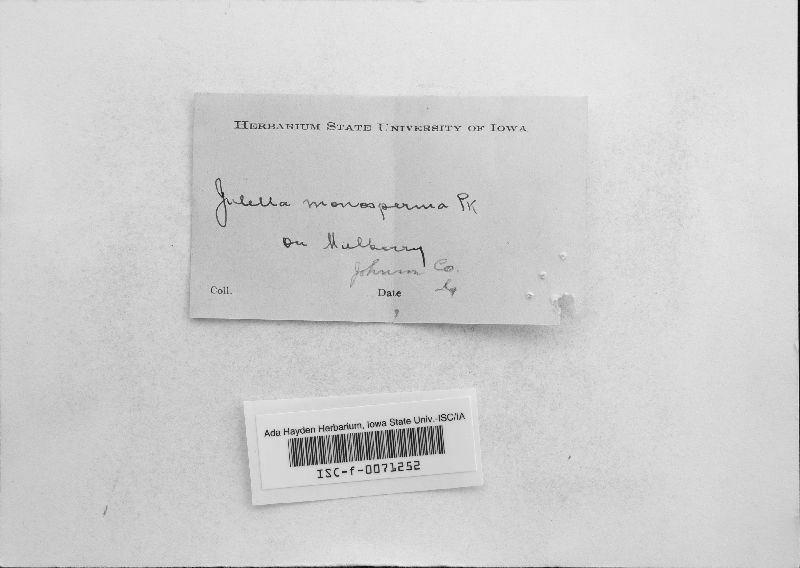 HERBARIUM STATE UNIVERSITY OF IOWA
Julella monosperma Pk
on Mulberry
Johnson Co.
Ia
Coll. Date
Ada Hayden Herbarium, Iowa State Univ.-ISC/IA
ISC-f-0071252